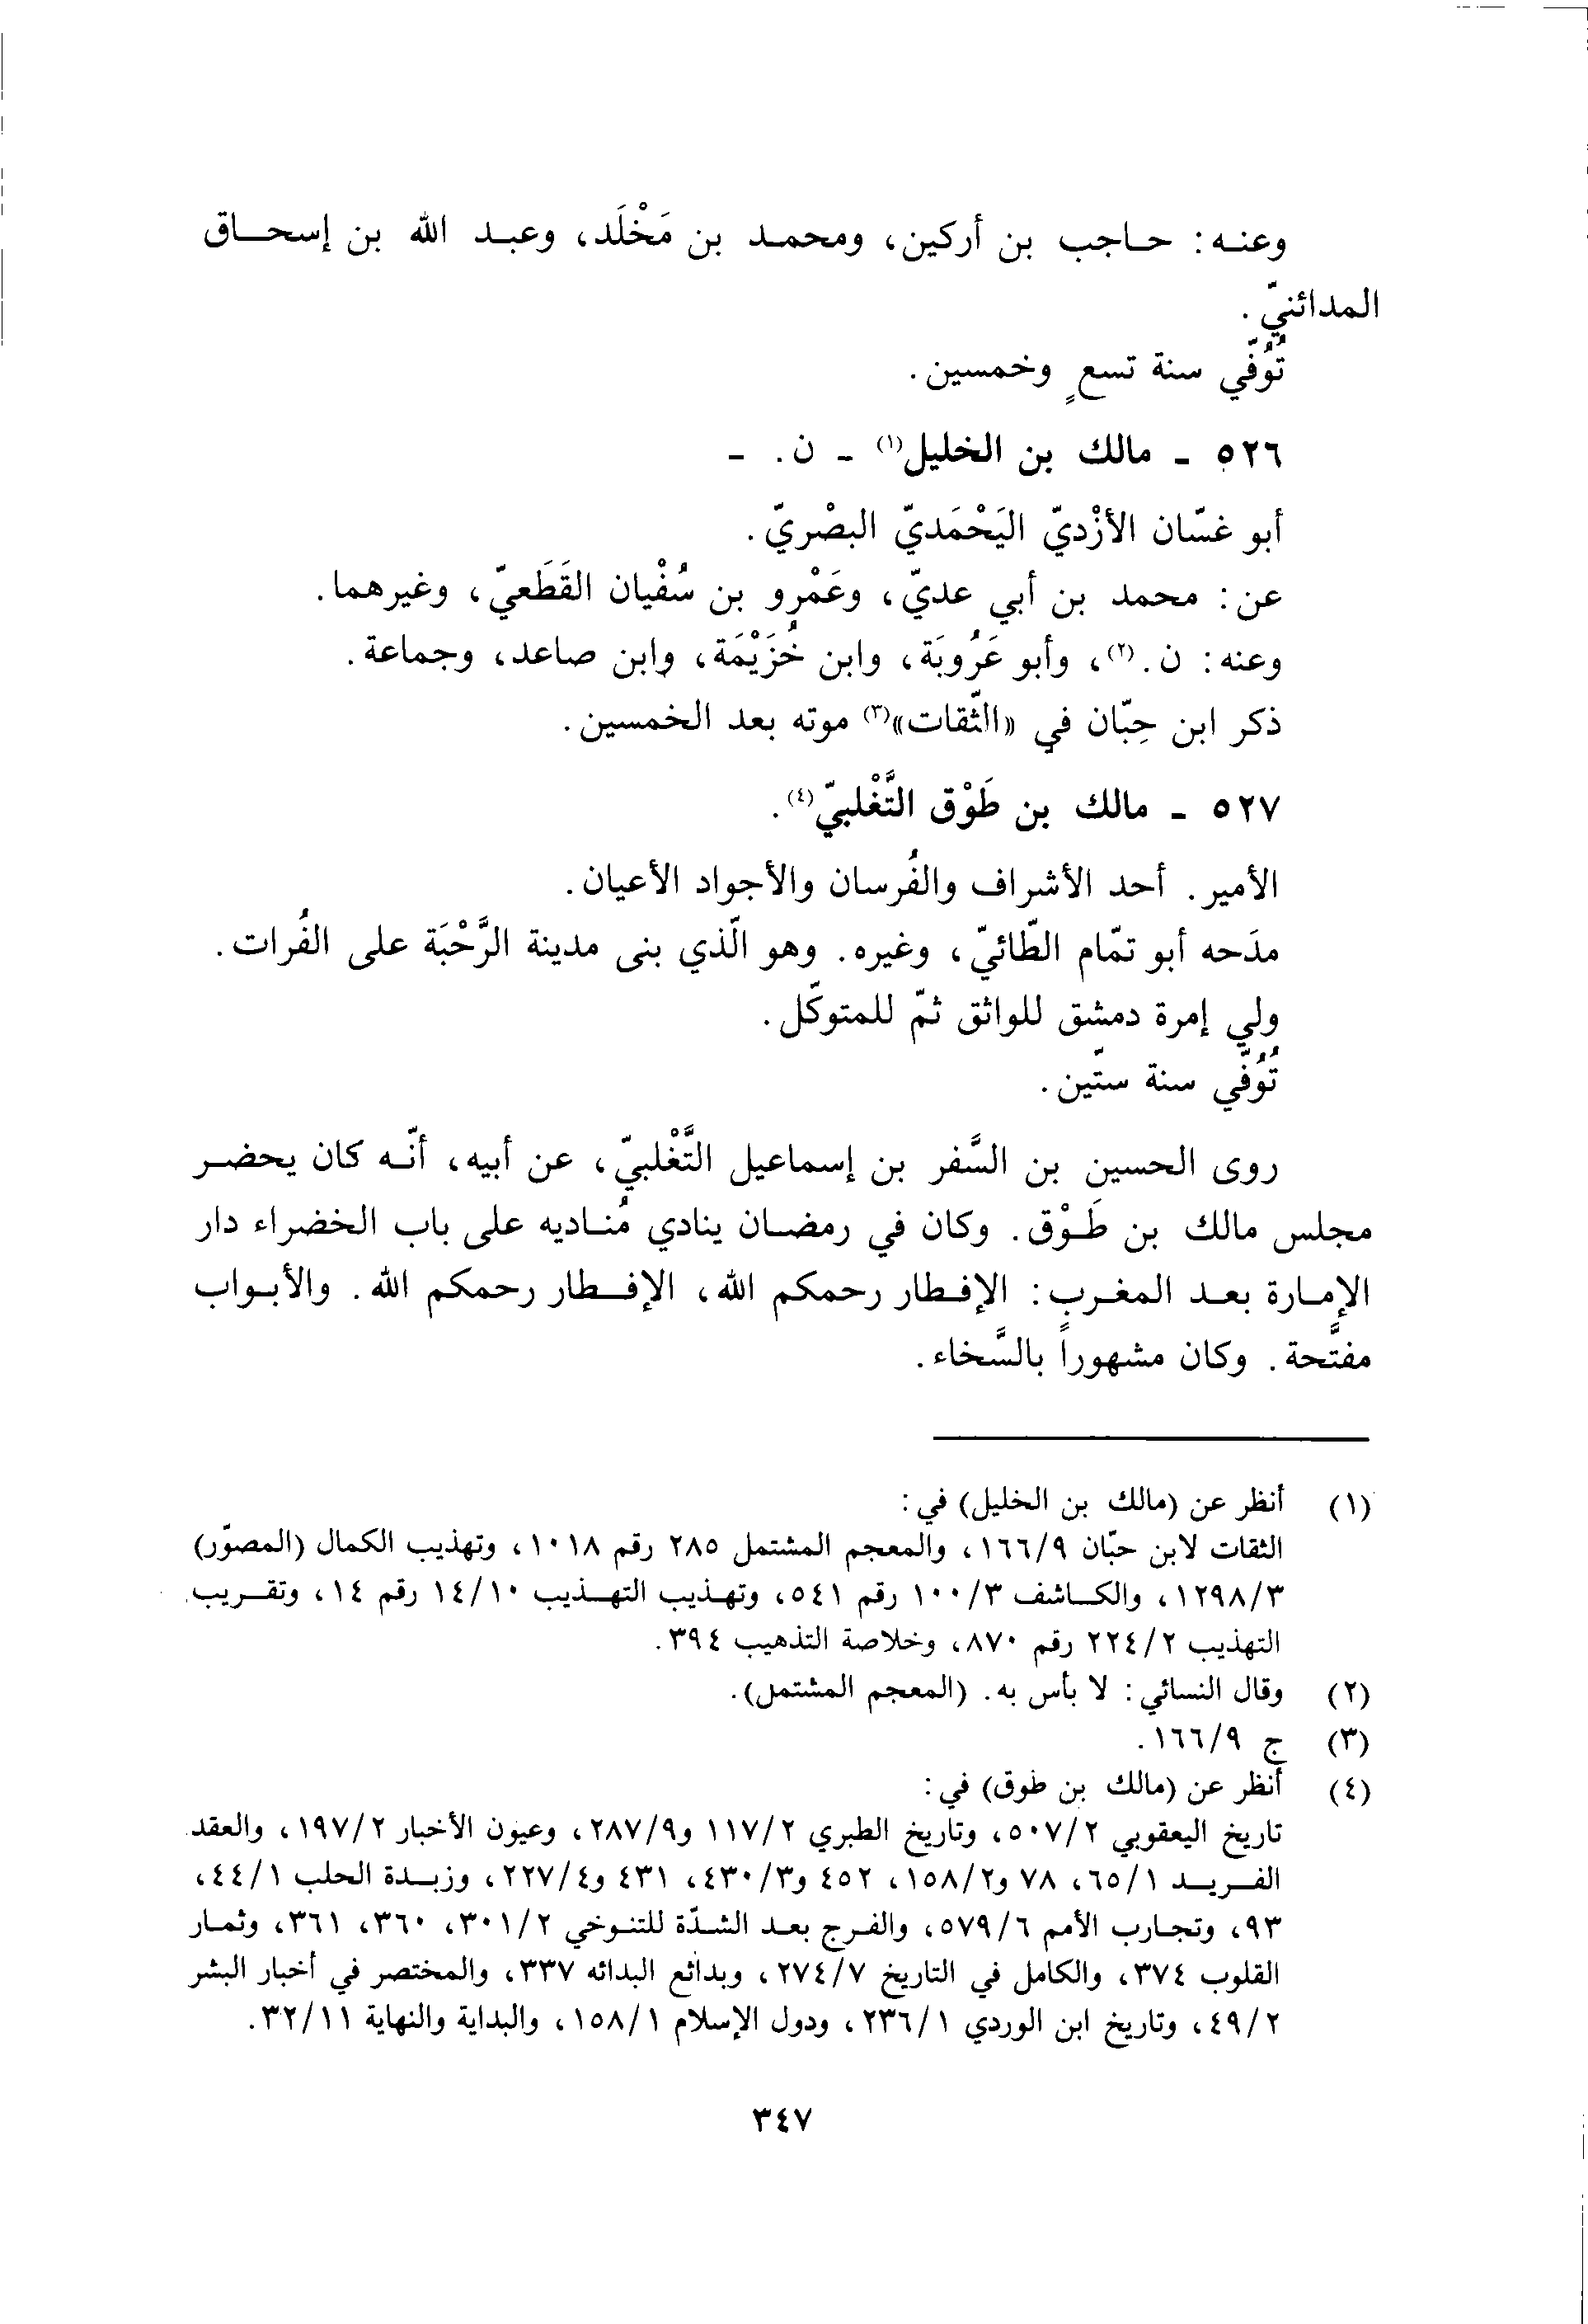 وعنه: حاجب بن أركين، ومحمد بن مَخْلَد، وعبد الله بن إسحاق
المدائنيّ.
تُوُفّي سنة تسعٍ وخمسين.
٥٢٦ - مالك بن الخليل(١) - ن. -
أبو غسّان الأزْديّ اليَحْمَديّ البصْريّ.
عن: محمد بن أبي عديّ، وعَمْرو بن سُفْيان القَطَعيّ، وغيرهما.
وعنه: ن.(٢)، وأبو عَرُوبَة، وابن خُزَيْمَة، وابن صاعد، وجماعة.
ذكر ابن حِبّان في «الثّقات»(٣) موته بعد الخمسين.
٥٢٧ - مالك بن طَوْق التَّغْلبيّ(٤).
الأمير. أحد الأشراف والفُرسان والأجواد الأعيان.
مدَحه أبو تمّام الطّائيّ، وغيره. وهو الّذي بنى مدينة الرَّحْبَة على الفُرات.
ولي إمرة دمشق للواثق ثمّ للمتوكّل.
تُوُفّي سنة ستّين.
روى الحسين بن السَّفر بن إسماعيل التَّغْلبيّ، عن أبيه، أنّه كان يحضر
مجلس مالك بن طَوْق. وكان في رمضان ينادي مُناديه على باب الخضراء دار
الإمارة بعد المغرب: الإفطار رحمكم الله، الإفطار رحمكم الله. والأبواب
مفتَّحة. وكان مشهوراً بالسَّخاء.
(١) أنظر عن (مالك بن الخليل) في:
الثقات لابن حبّان ١٦٦/٩، والمعجم المشتمل ٢٨٥ رقم ١٠١٨، وتهذيب الكمال (المصوّر)
١٢٩٨/٣، والكاشف ١٠٠/٣ رقم ٥٤١، وتهذيب التهذيب ١٤/١٠ رقم ١٤، وتقريب
التهذيب ٢٢٤/٢ رقم ٨٧٠، وخلاصة التذهيب ٣٩٤.
(٢) وقال النسائي: لا بأس به. (المعجم المشتمل).
(٣) ج ١٦٦/٩.
(٤) أنظر عن (مالك بن طوق) في:
تاريخ اليعقوبي ٥٠٧/٢، وتاريخ الطبري ١١٧/٢ و٢٨٧/٩، وعيون الأخبار ١٩٧/٢، والعقد
الفريد ٦٥/١، ٧٨ و١٥٨/٢، ٤٥٢ و٤٣٠/٣، ٤٣١ و٢٢٧/٤، وزبدة الحلب ٤٤/١،
٩٣، وتجارب الأمم ٥٧٩/٦، والفرج بعد الشدّة للتنوخي ٣٠١/٢، ٣٦٠، ٣٦١، وثمار
القلوب ٣٧٤، والكامل في التاريخ ٢٧٤/٧، وبدائع البدائه ٣٣٧، والمختصر في أخبار البشر
٤٩/٢، وتاريخ ابن الوردي ٢٣٦/١، ودول الإسلام ١٥٨/١، والبداية والنهاية ٣٢/١١.
٣٤٧